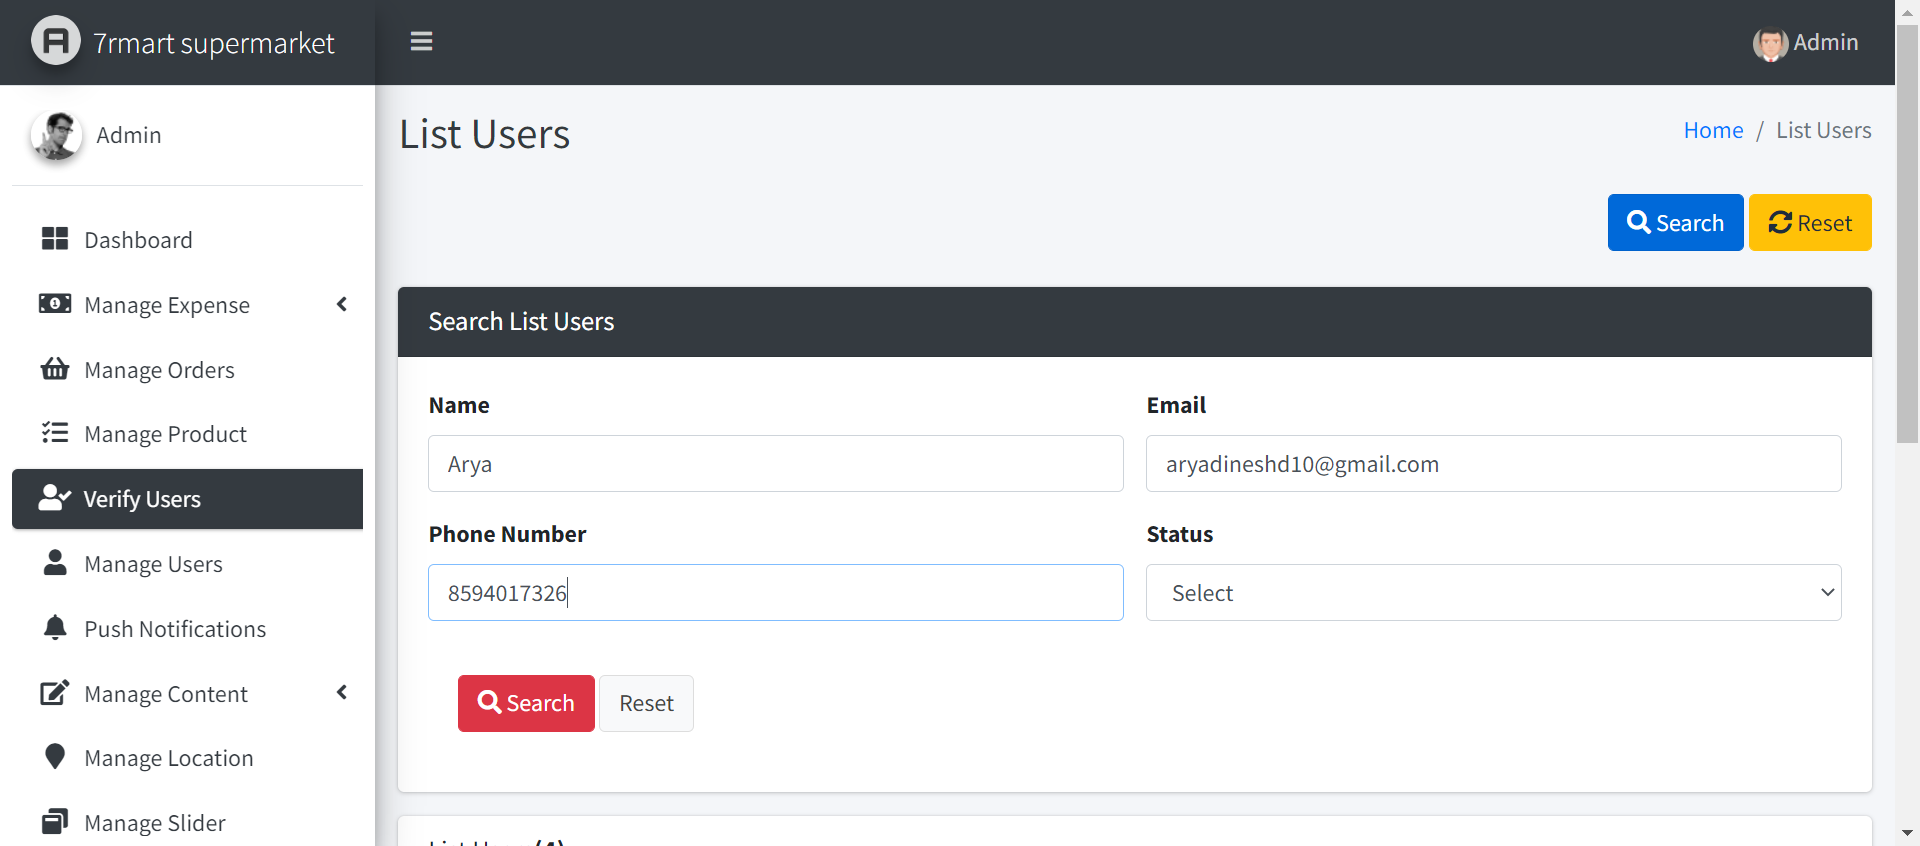 7rmart supermarket
Admin
Admin
List Users
Home / List Users
Search
Reset
Dashboard
Manage Expense
Manage Orders
Manage Product
Verify Users
Manage Users
Push Notifications
Manage Content
Manage Location
Manage Slider
Search List Users
Name
Arya
Email
aryadineshd10@gmail.com
Phone Number
8594017326
Status
Select
Search
Reset